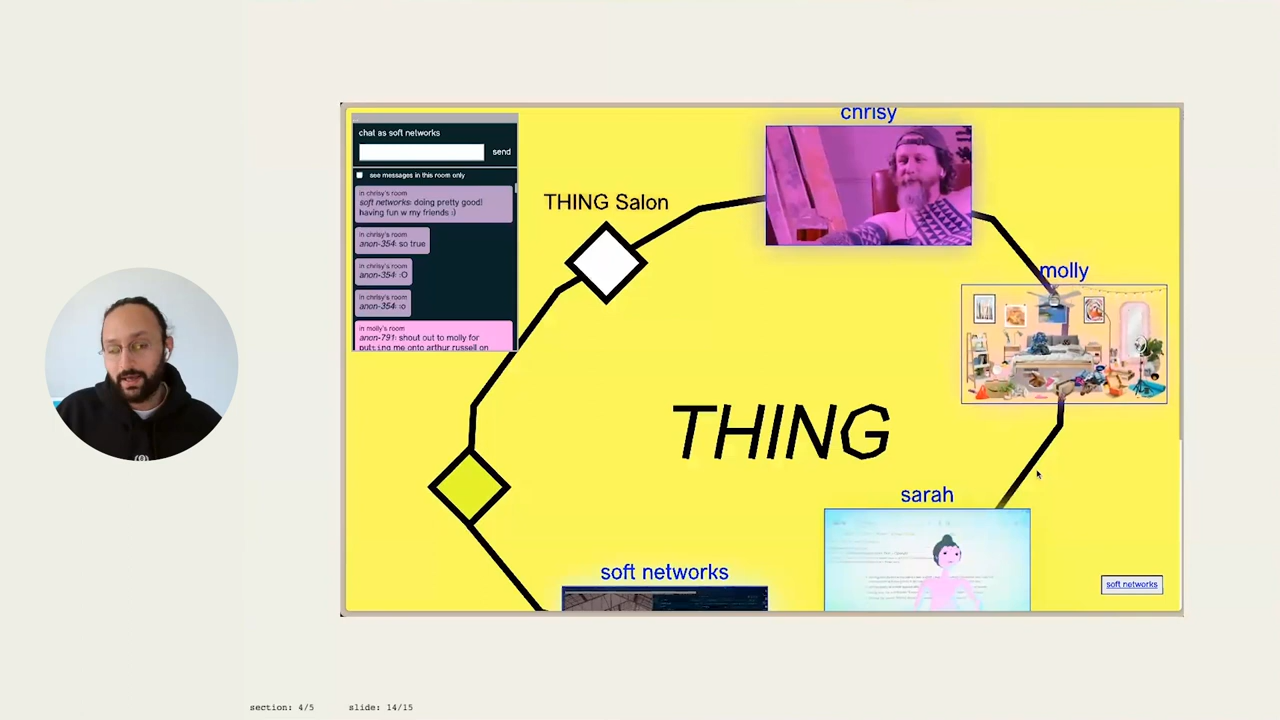 chat as soft networks
send
see messages in this room only
in chrisy's room
soft networks: doing pretty good!
having fun w my friends :)
in chrisy's room
anon-354: so true
in chrisy's room
anon-354: :O
in chrisy's room
anon-354: :o
in molly's room
anon-791: shout out to molly for
putting me onto arthur russell on
THING Salon
chrisy
molly
THING
sarah
soft networks
soft networks
section: 4/5
slide: 14/15